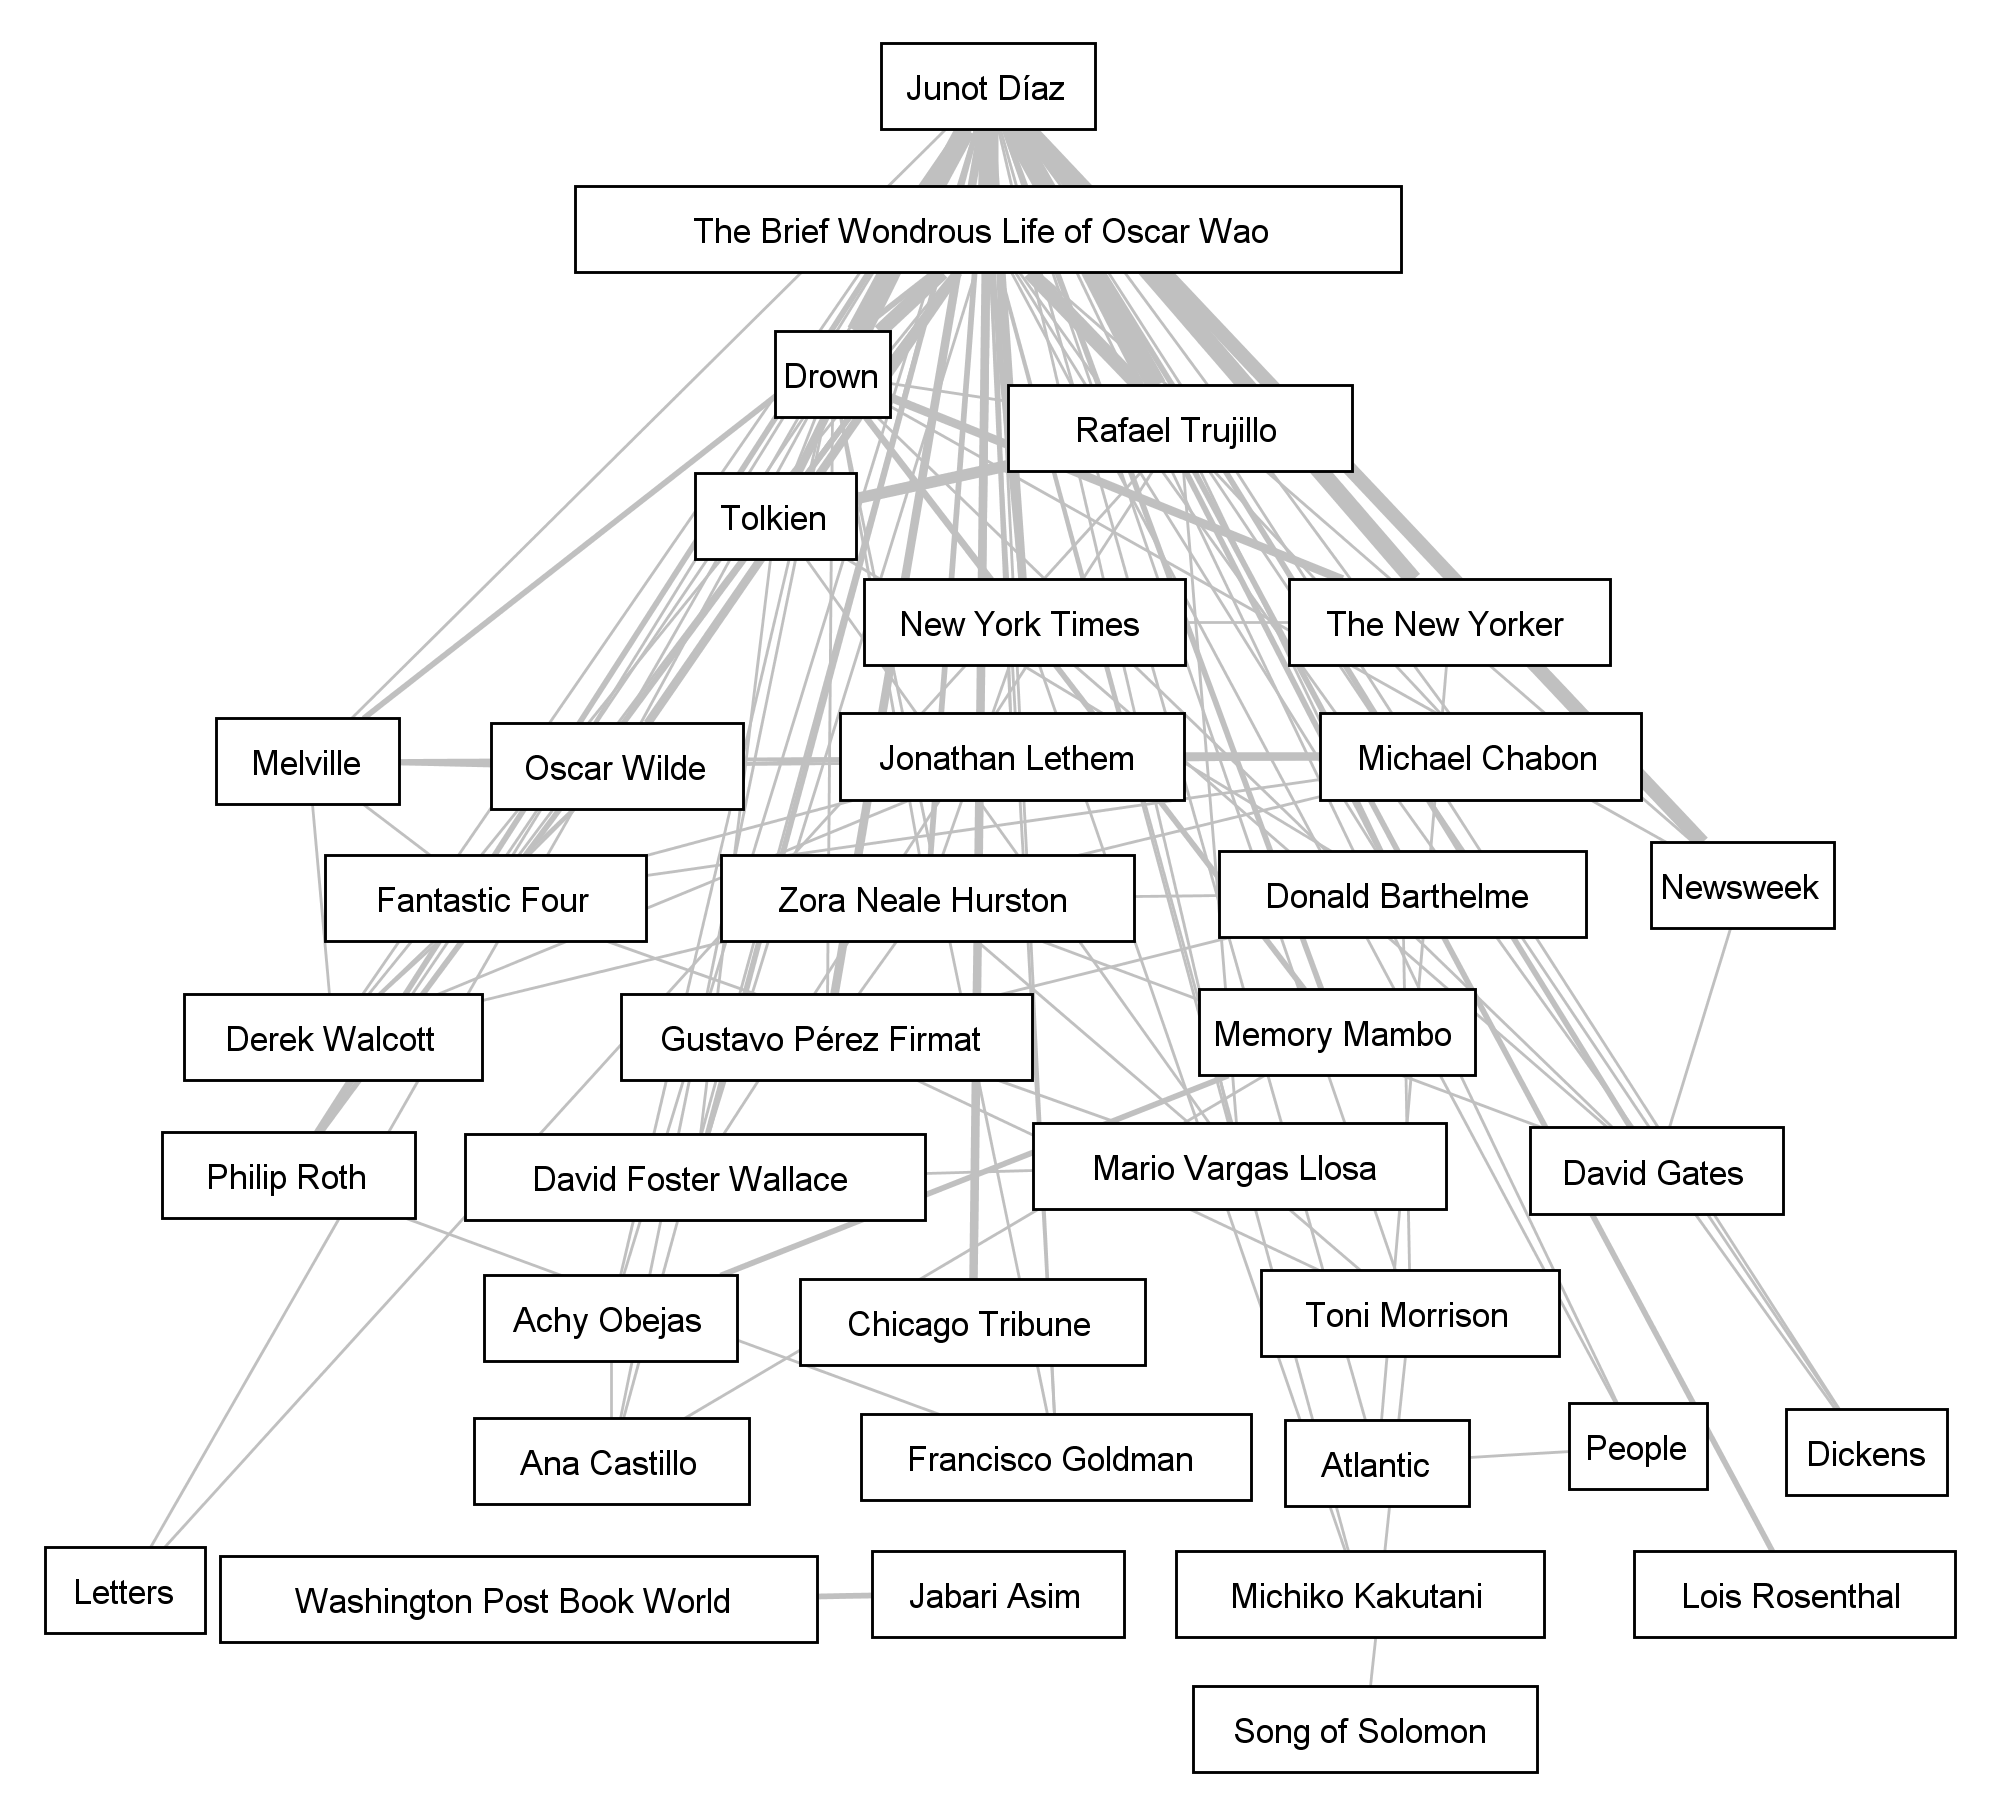 Junot Díaz
The Brief Wondrous Life of Oscar Wao
Drown
Rafael Trujillo
Tolkien
New York Times
The New Yorker
Melville
Oscar Wilde
Jonathan Lethem
Michael Chabon
Fantastic Four
Zora Neale Hurston
Donald Barthelme
Newsweek
Derek Walcott
Gustavo Pérez Firmat
Memory Mambo
Philip Roth
David Foster Wallace
Mario Vargas Llosa
David Gates
Achy Obejas
Chicago Tribune
Toni Morrison
Ana Castillo
Francisco Goldman
Atlantic
People
Dickens
Letters
Washington Post Book World
Jabari Asim
Michiko Kakutani
Lois Rosenthal
Song of Solomon